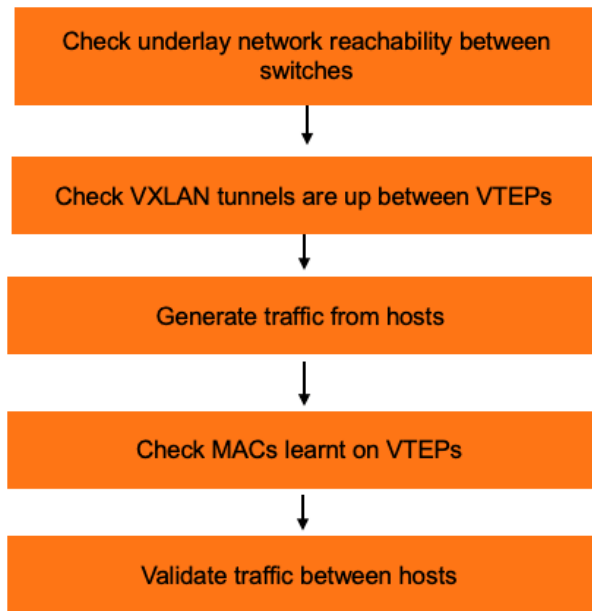 Check underlay network reachability between
switches
Check VXLAN tunnels are up between VTEPs
Generate traffic from hosts
Check MACs learnt on VTEPs
Validate traffic between hosts